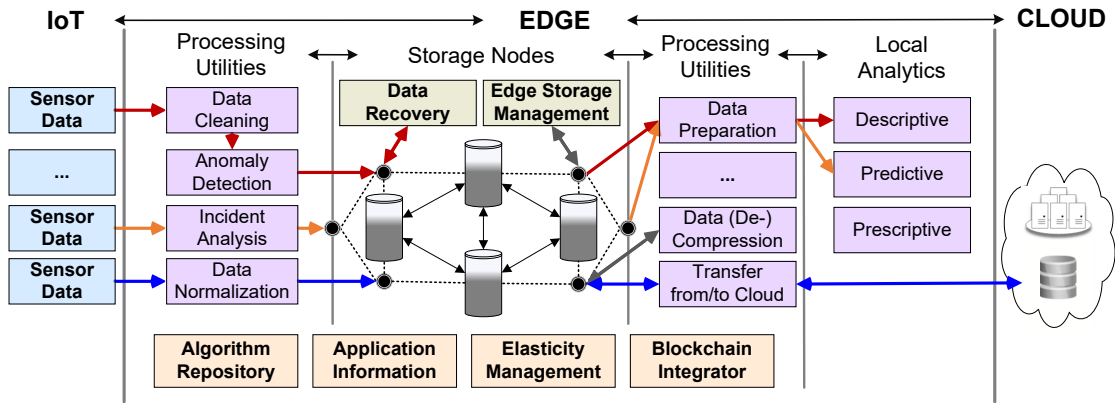 IoT
EDGE
CLOUD
Processing
Utilities
Storage Nodes
Processing
Utilities
Local
Analytics
Sensor
Data
Data
Cleaning
Data
Recovery
Edge Storage
Management
Data
Preparation
Descriptive
...
Anomaly
Detection
...
Predictive
Sensor
Data
Incident
Analysis
Data (De-)
Compression
Prescriptive
Sensor
Data
Data
Normalization
Transfer
from/to Cloud
Algorithm
Repository
Application
Information
Elasticity
Management
Blockchain
Integrator